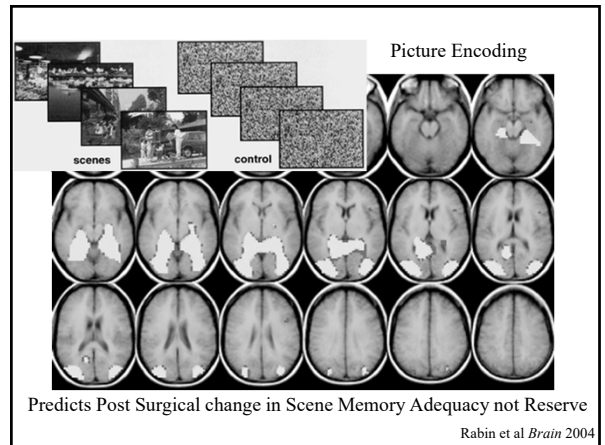 Picture Encoding
scenes
control
Predicts Post Surgical change in Scene Memory Adequacy not Reserve
Rabin et al Brain 2004